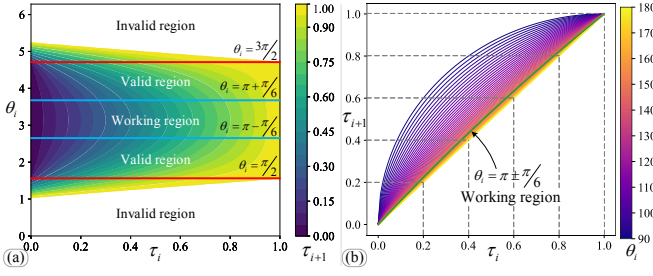 Invalid region
θi = 3π/2
Valid region
θi = π+π/6
Working region
θi = π−π/6
Valid region
θi = π/2
Invalid region
6
5
4
3
2
1
0
θi
0.0 0.2 0.4 0.6 0.8 1.0
τi
(a)
1.00
0.90
0.75
0.60
0.45
0.30
0.15
0.00
τi+1
1.0
0.8
0.6
0.4
0.2
0.0
τi+1
θi = π ± π/6
Working region
0.0 0.2 0.4 0.6 0.8 1.0
τi
(b)
180
170
160
150
140
130
120
110
100
90
θi